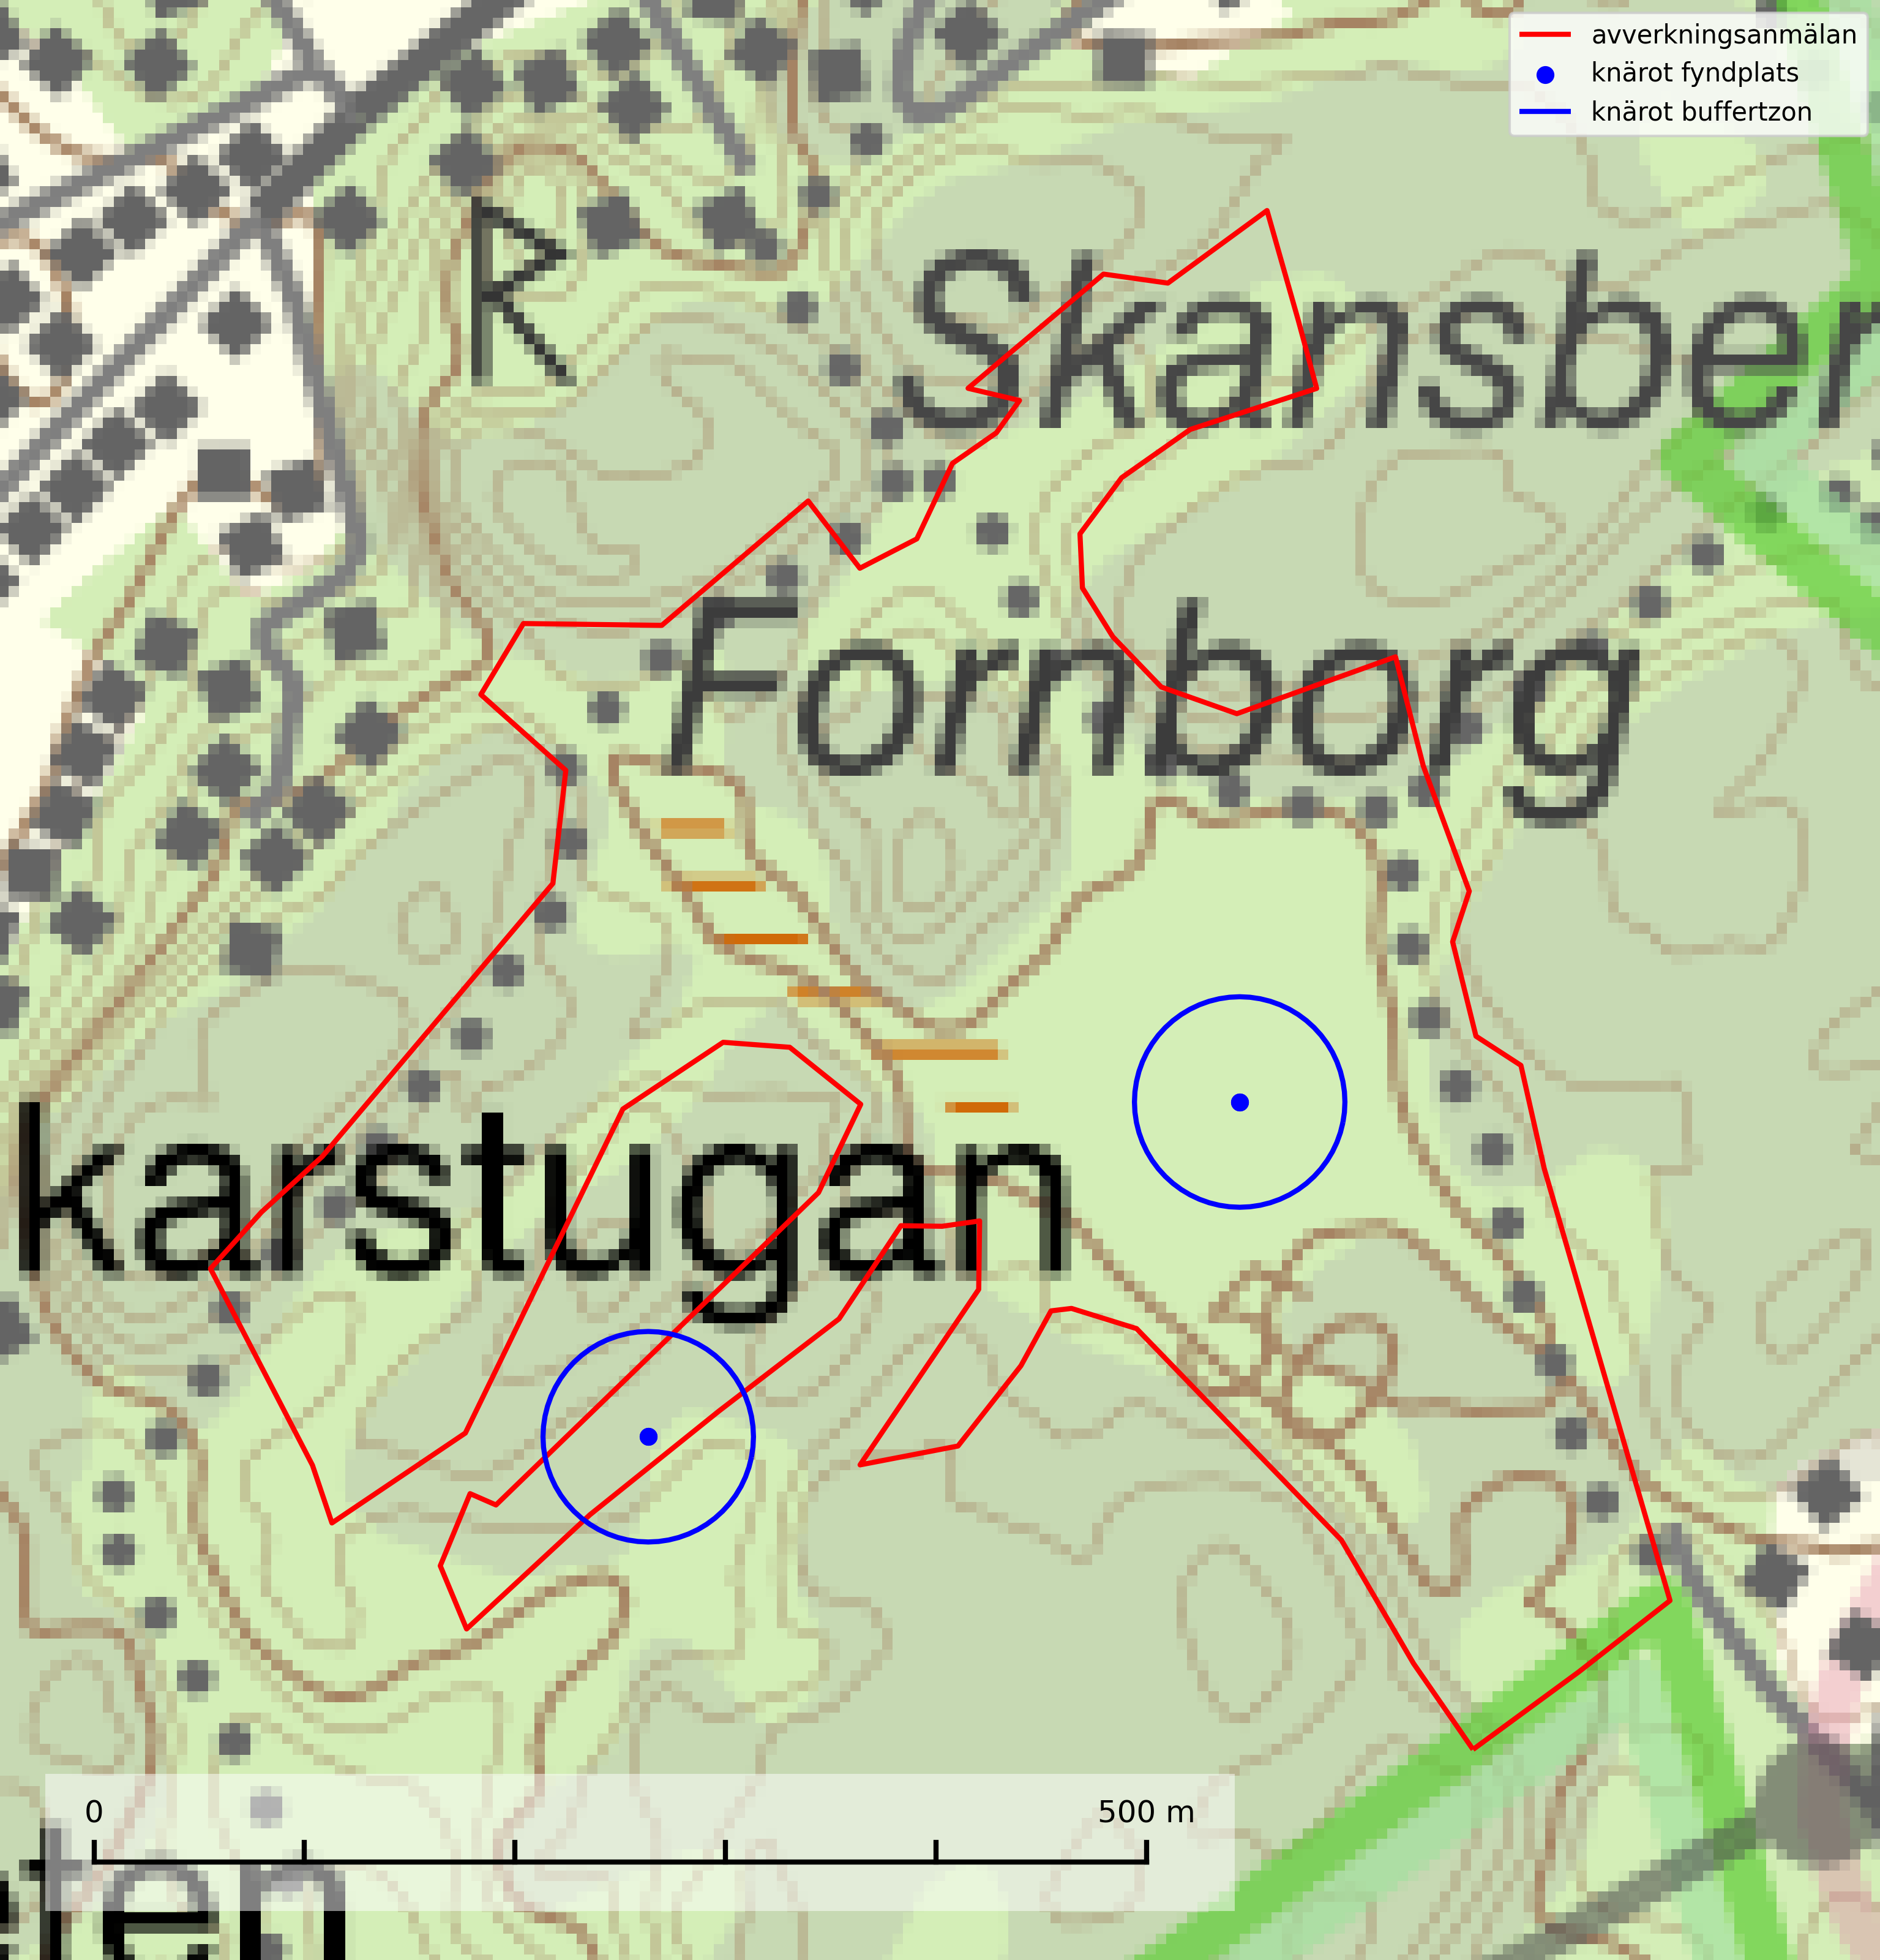 avverkningsanmälan
knärot fyndplats
knärot buffertzon
R
Skansber
Fornborg
karstugan
0 500 m